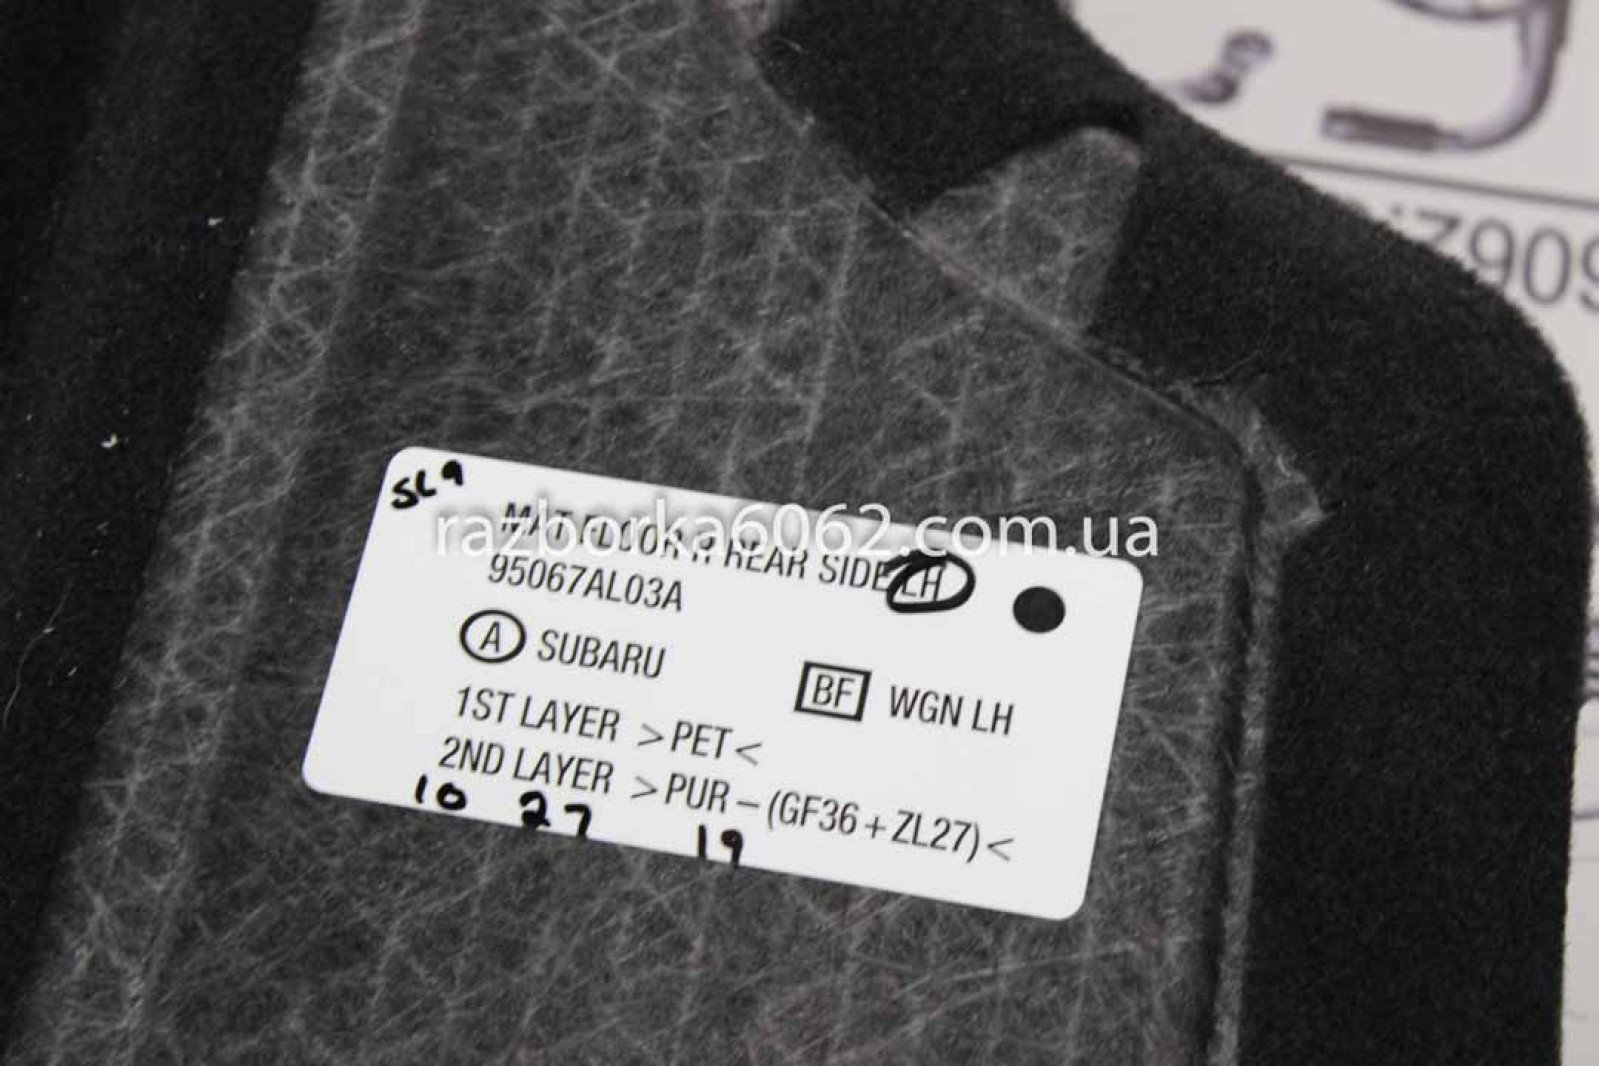 SL9
MAT FLOOR R REAR SIDE LH
razborka6062.com.ua
95067AL03A
A SUBARU
BF WGN LH
1ST LAYER >PET<
2ND LAYER >PUR-(GF36+ZL27)<
10 27 19